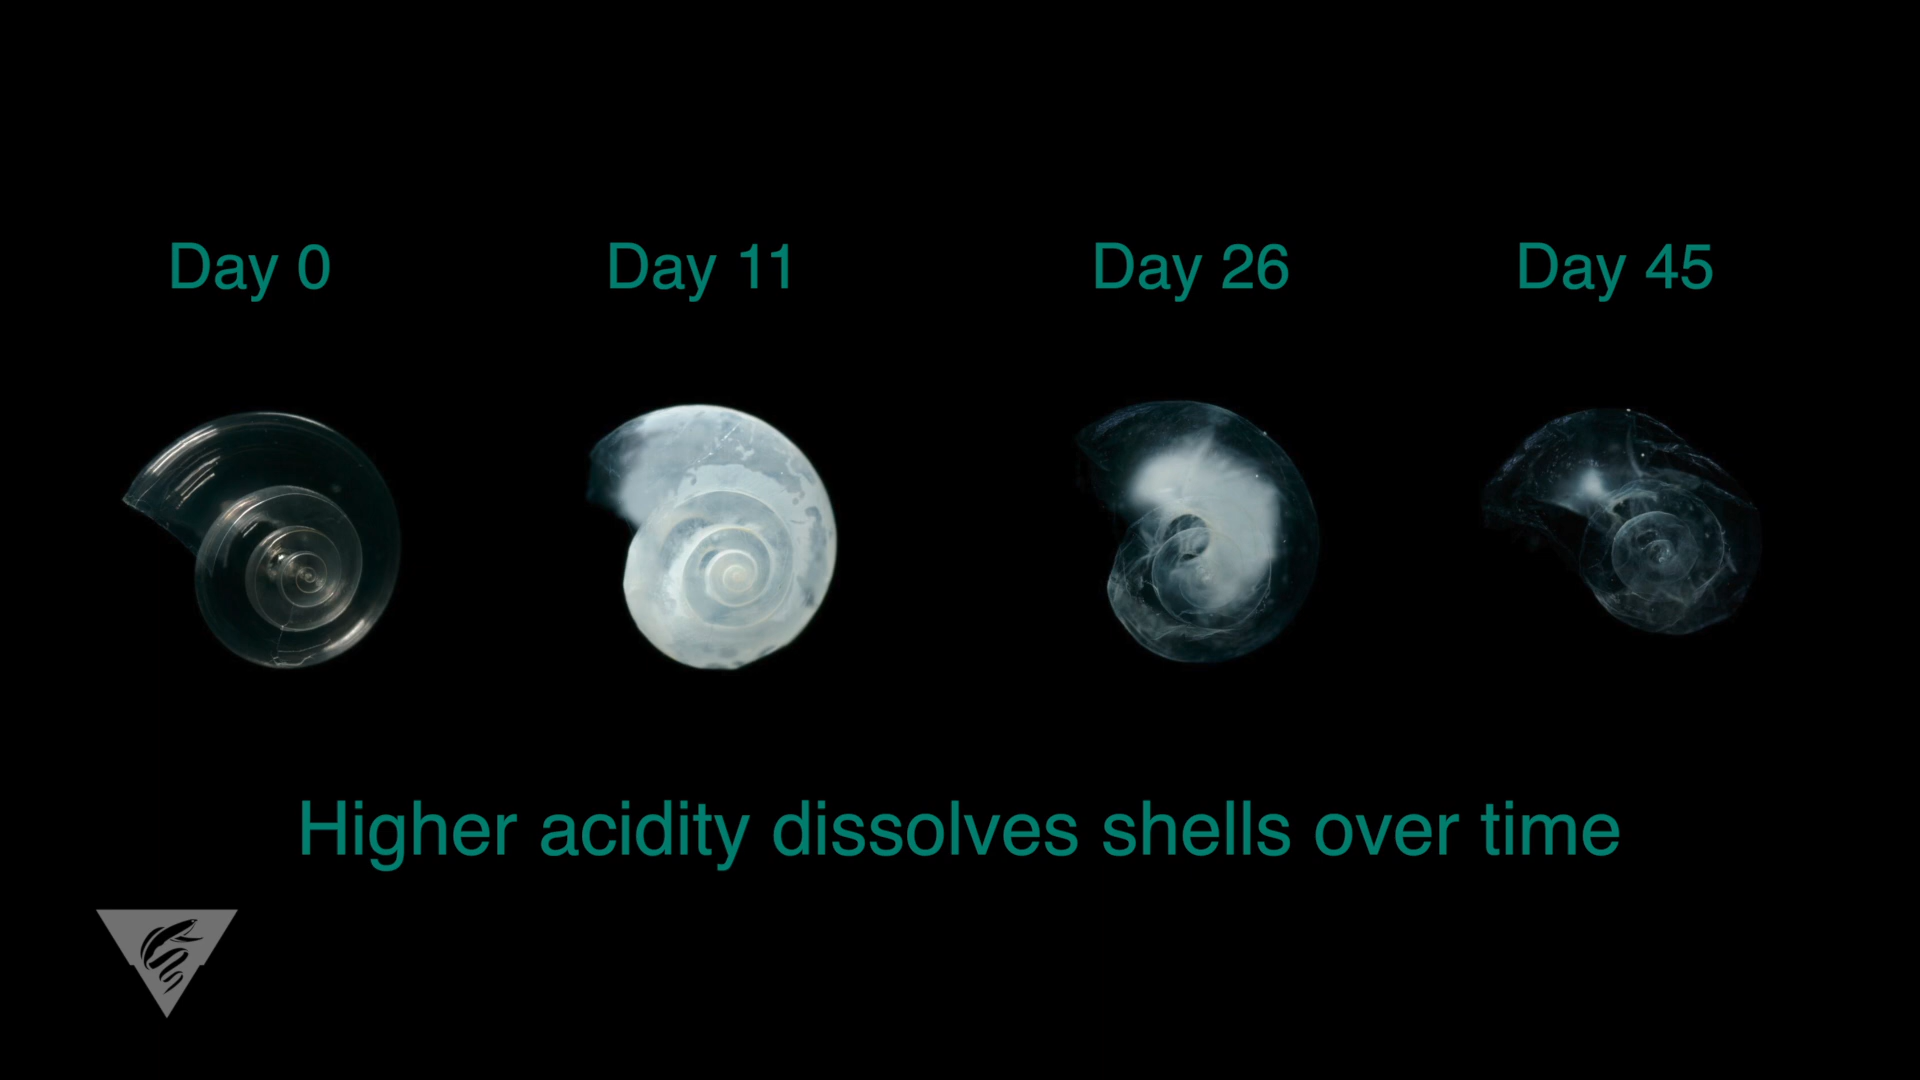 Day 0
Day 11
Day 26
Day 45
Higher acidity dissolves shells over time